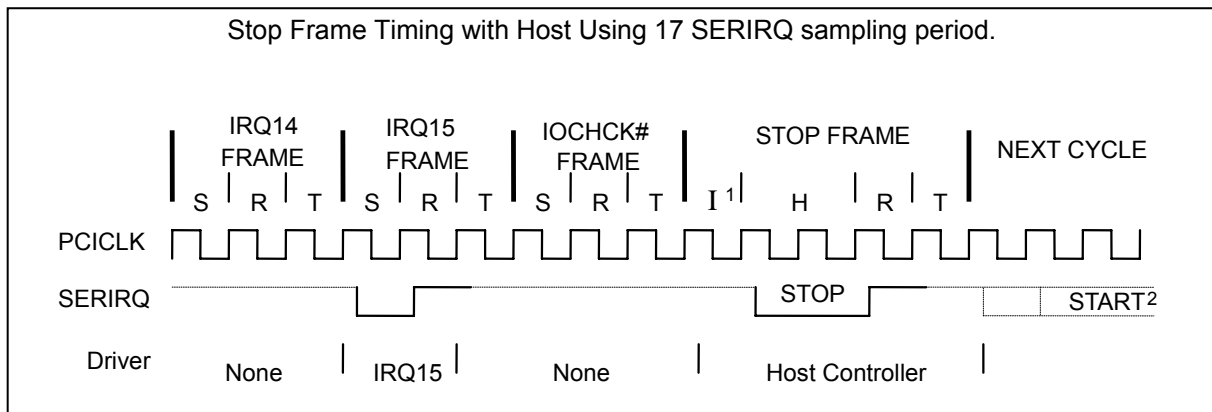 Stop Frame Timing with Host Using 17 SERIRQ sampling period.
IRQ14 FRAME
IRQ15 FRAME
IOCHCK# FRAME
STOP FRAME
NEXT CYCLE
S R T S R T S R T I 1 H R T
PCICLK
SERIRQ STOP START2
Driver None IRQ15 None Host Controller